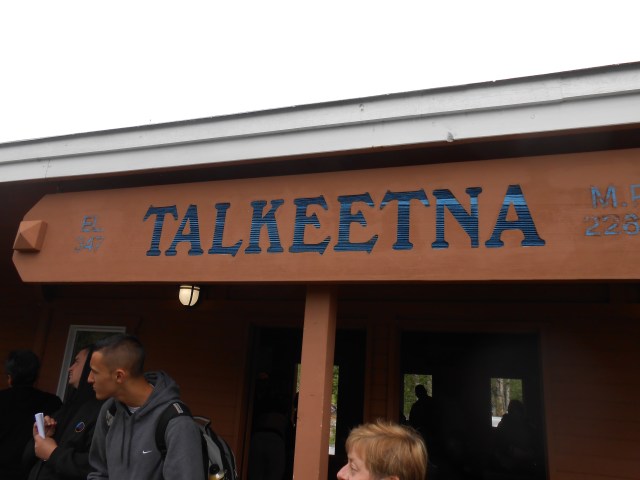 EL.
347
TALKEETNA
M.P.
226